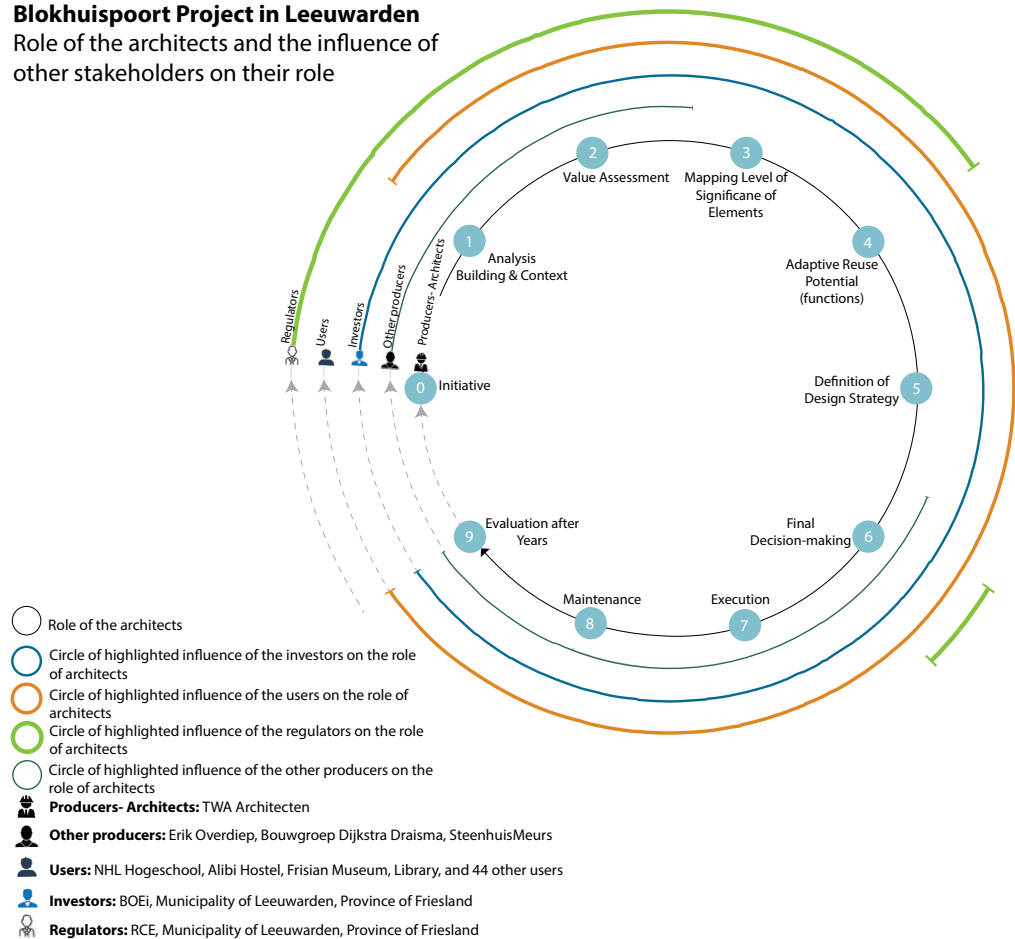 Blokhuispoort Project in Leeuwarden
Role of the architects and the influence of
other stakeholders on their role
2
Value Assessment
3
Mapping Level of
Significane of
Elements
1
Analysis
Building & Context
4
Adaptive Reuse
Potential
(functions)
Regulators
Users
Investors
Other producers
Producers- Architects
0
Initiative
5
Definition of
Design Strategy
9
Evaluation after
Years
6
Final
Decision-making
8
Maintenance
7
Execution
Role of the architects
Circle of highlighted influence of the investors on the role
of architects
Circle of highlighted influence of the users on the role of
architects
Circle of highlighted influence of the regulators on the role
of architects
Circle of highlighted influence of the other producers on the
role of architects
Producers- Architects: TWA Architecten
Other producers: Erik Overdiep, Bouwgroep Dijkstra Draisma, SteenhuisMeurs
Users: NHL Hogeschool, Alibi Hostel, Frisian Museum, Library, and 44 other users
Investors: BOEi, Municipality of Leeuwarden, Province of Friesland
Regulators: RCE, Municipality of Leeuwarden, Province of Friesland